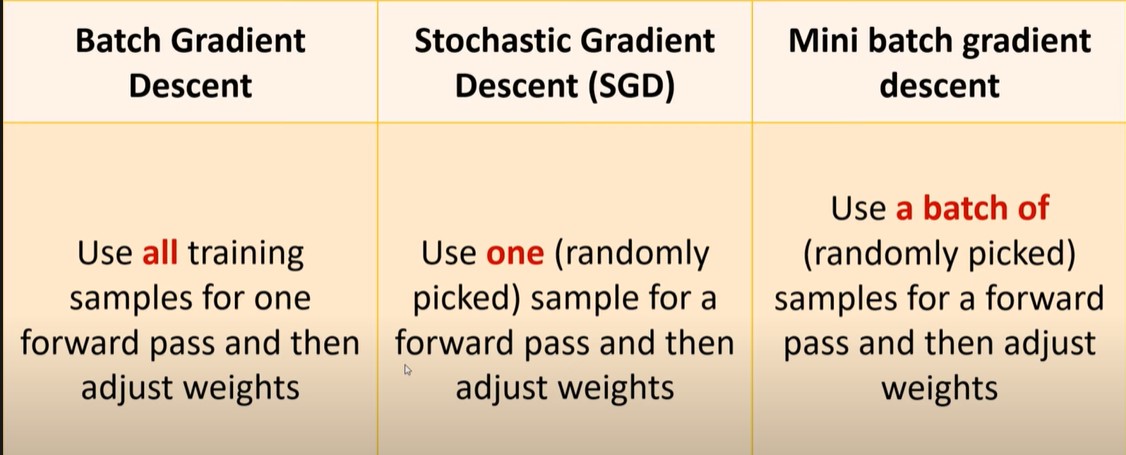 Batch Gradient
Descent
Stochastic Gradient
Descent (SGD)
Mini batch gradient
descent
Use all training
samples for one
forward pass and then
adjust weights
Use one (randomly
picked) sample for a
forward pass and then
adjust weights
Use a batch of
(randomly picked)
samples for a forward
pass and then adjust
weights